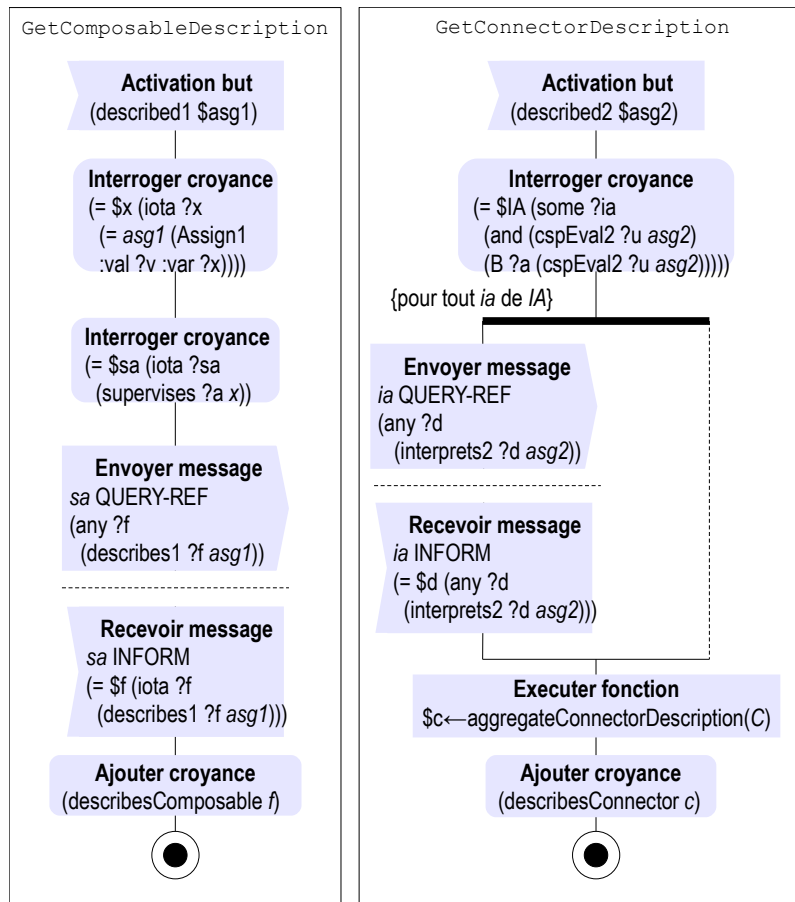 GetComposableDescription
Activation but
(described1 $asg1)
Interroger croyance
(= $x (iota ?x
(= asg1 (Assign1
:val ?v :var ?x))))
Interroger croyance
(= $sa (iota ?sa
(supervises ?a x))
Envoyer message
sa QUERY-REF
(any ?f
(describes1 ?f asg1))
Recevoir message
sa INFORM
(= $f (iota ?f
(describes1 ?f asg1)))
Ajouter croyance
(describesComposable f)
GetConnectorDescription
Activation but
(described2 $asg2)
Interroger croyance
(= $IA (some ?ia
(and (cspEval2 ?u asg2)
(B ?a (cspEval2 ?u asg2)))))
{pour tout ia de IA}
Envoyer message
ia QUERY-REF
(any ?d
(interprets2 ?d asg2))
Recevoir message
ia INFORM
(= $d (any ?d
(interprets2 ?d asg2)))
Executer fonction
$c←aggregateConnectorDescription(C)
Ajouter croyance
(describesConnector c)